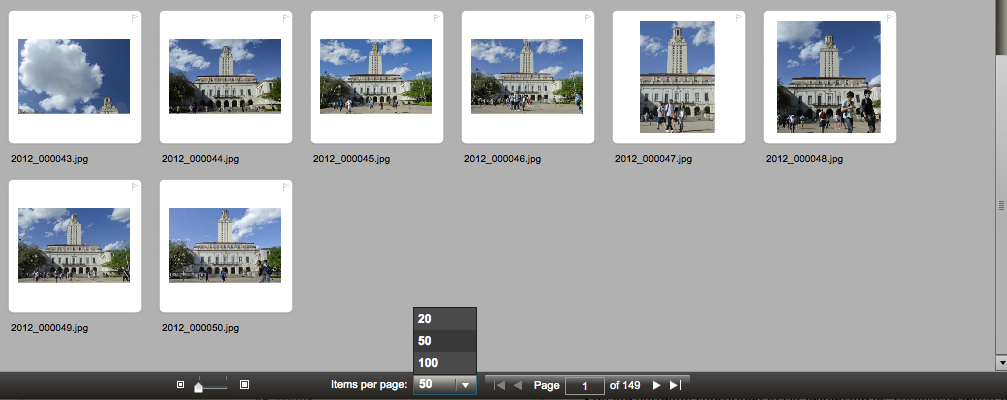 2012_000043.jpg 2012_000044.jpg 2012_000045.jpg 2012_000046.jpg 2012_000047.jpg 2012_000048.jpg
2012_000049.jpg 2012_000050.jpg
20
50
100
Items per page: 50 Page 1 of 149